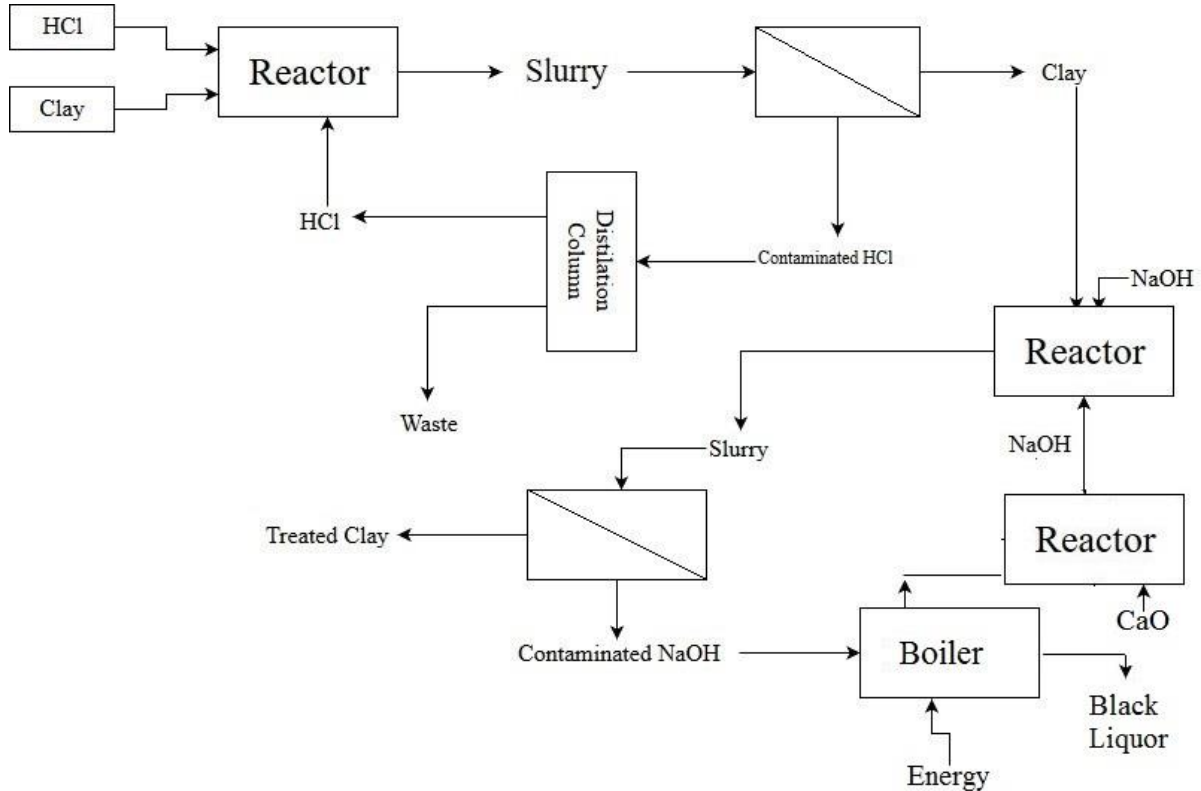 HCl
Reactor
Slurry
Clay
Clay
HCl
Distilation
Column
Contaminated HCl
NaOH
Reactor
Waste
Slurry
NaOH
Treated Clay
Reactor
CaO
Contaminated NaOH
Boiler
Black
Liquor
Energy